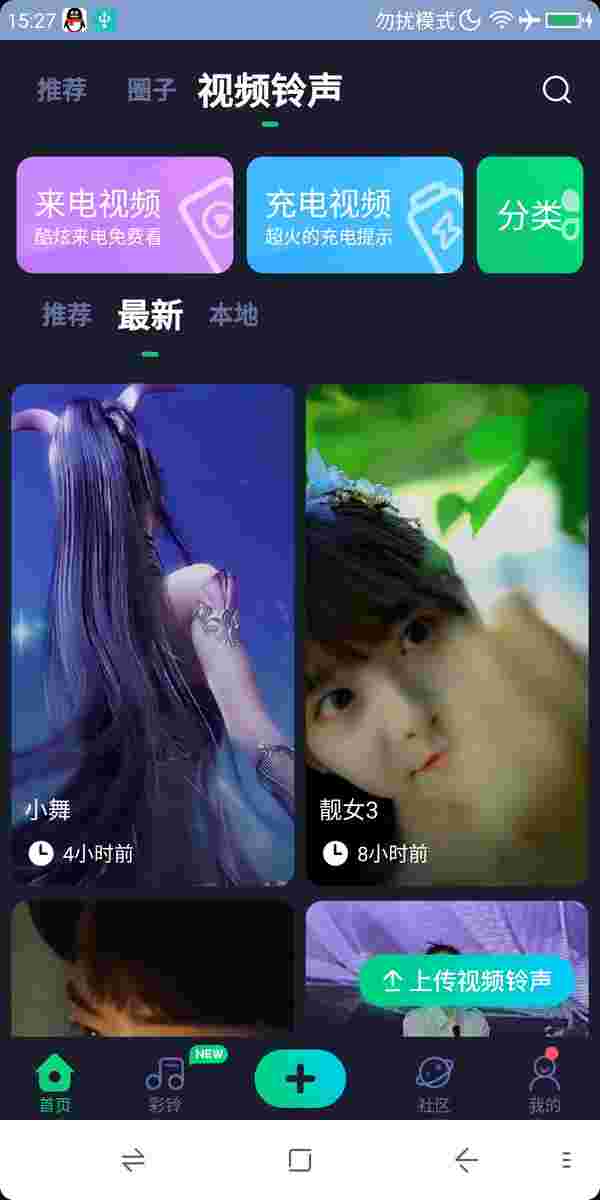 15:27
勿扰模式
推荐 圈子 视频铃声
来电视频
酷炫来电免费看
充电视频
超火的充电提示
分类
推荐 最新 本地
小舞
4小时前
靓女3
8小时前
上传视频铃声
NEW
首页 彩铃 社区 我的